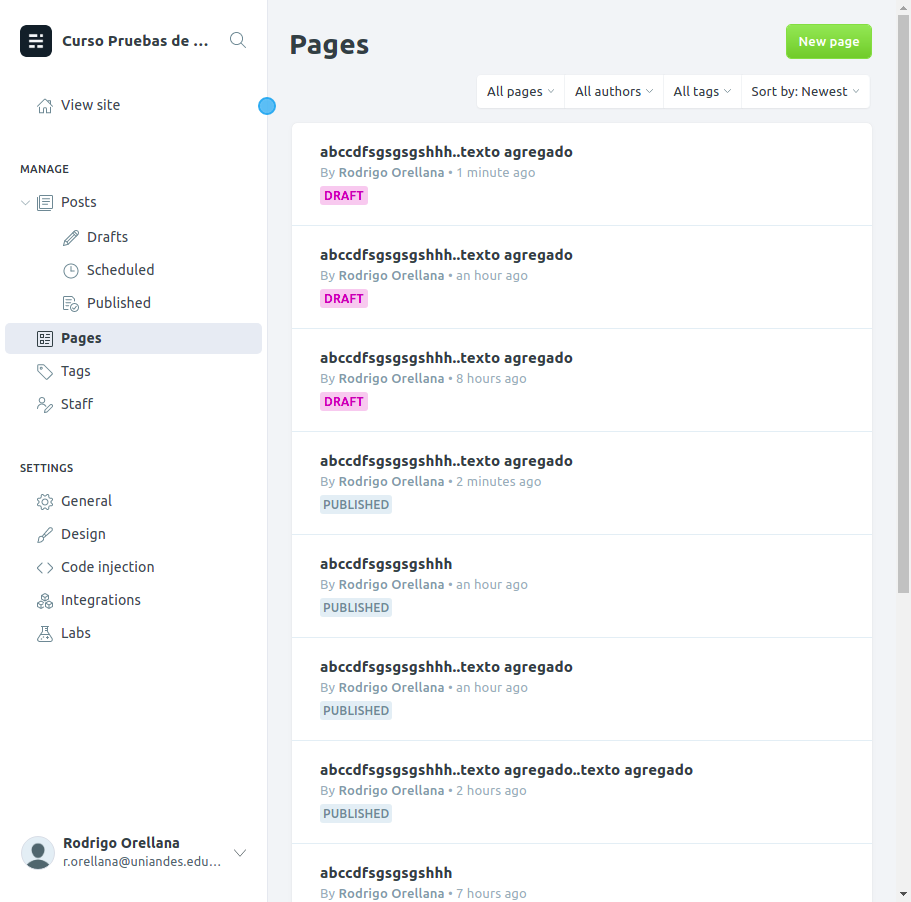 Curso Pruebas de ...
View site
MANAGE
Posts
Drafts
Scheduled
Published
Pages
Tags
Staff
SETTINGS
General
Design
Code injection
Integrations
Labs
Rodrigo Orellana
r.orellana@uniandes.edu...
Pages
New page
All pages
All authors
All tags
Sort by: Newest
abccdfsgsgsgshhh..texto agregado
By Rodrigo Orellana • 1 minute ago
DRAFT
abccdfsgsgsgshhh..texto agregado
By Rodrigo Orellana • an hour ago
DRAFT
abccdfsgsgsgshhh..texto agregado
By Rodrigo Orellana • 8 hours ago
DRAFT
abccdfsgsgsgshhh..texto agregado
By Rodrigo Orellana • 2 minutes ago
PUBLISHED
abccdfsgsgsgshhh
By Rodrigo Orellana • an hour ago
PUBLISHED
abccdfsgsgsgshhh..texto agregado
By Rodrigo Orellana • an hour ago
PUBLISHED
abccdfsgsgsgshhh..texto agregado..texto agregado
By Rodrigo Orellana • 2 hours ago
PUBLISHED
abccdfsgsgsgshhh
By Rodrigo Orellana • 7 hours ago